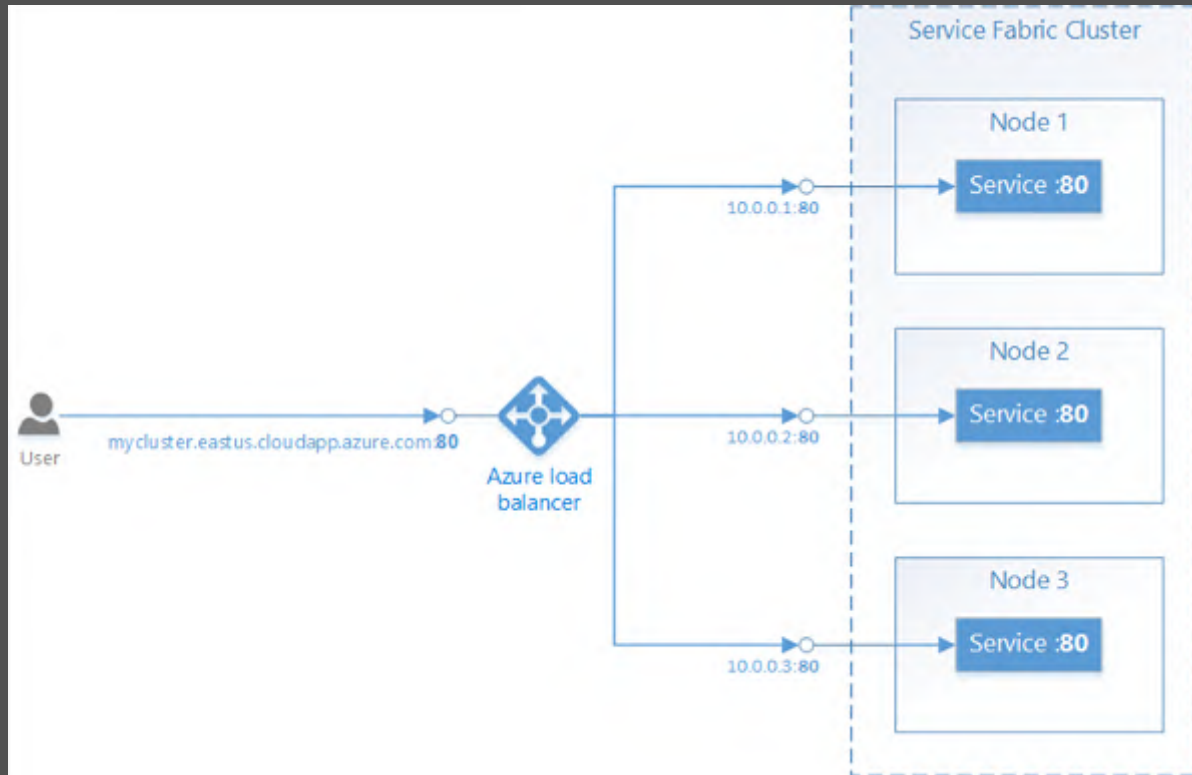 Service Fabric Cluster
Node 1
Service :80
10.0.0.1:80
Node 2
Service :80
10.0.0.2:80
User
mycluster.eastus.cloudapp.azure.com:80
Azure load
balancer
Node 3
Service :80
10.0.0.3:80